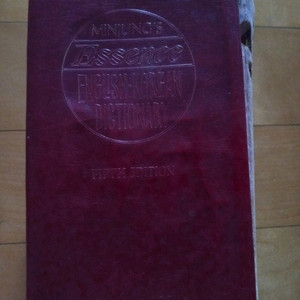 MINJUNG'S
Essence
ENGLISH-KOREAN
DICTIONARY
FIFTH EDITION